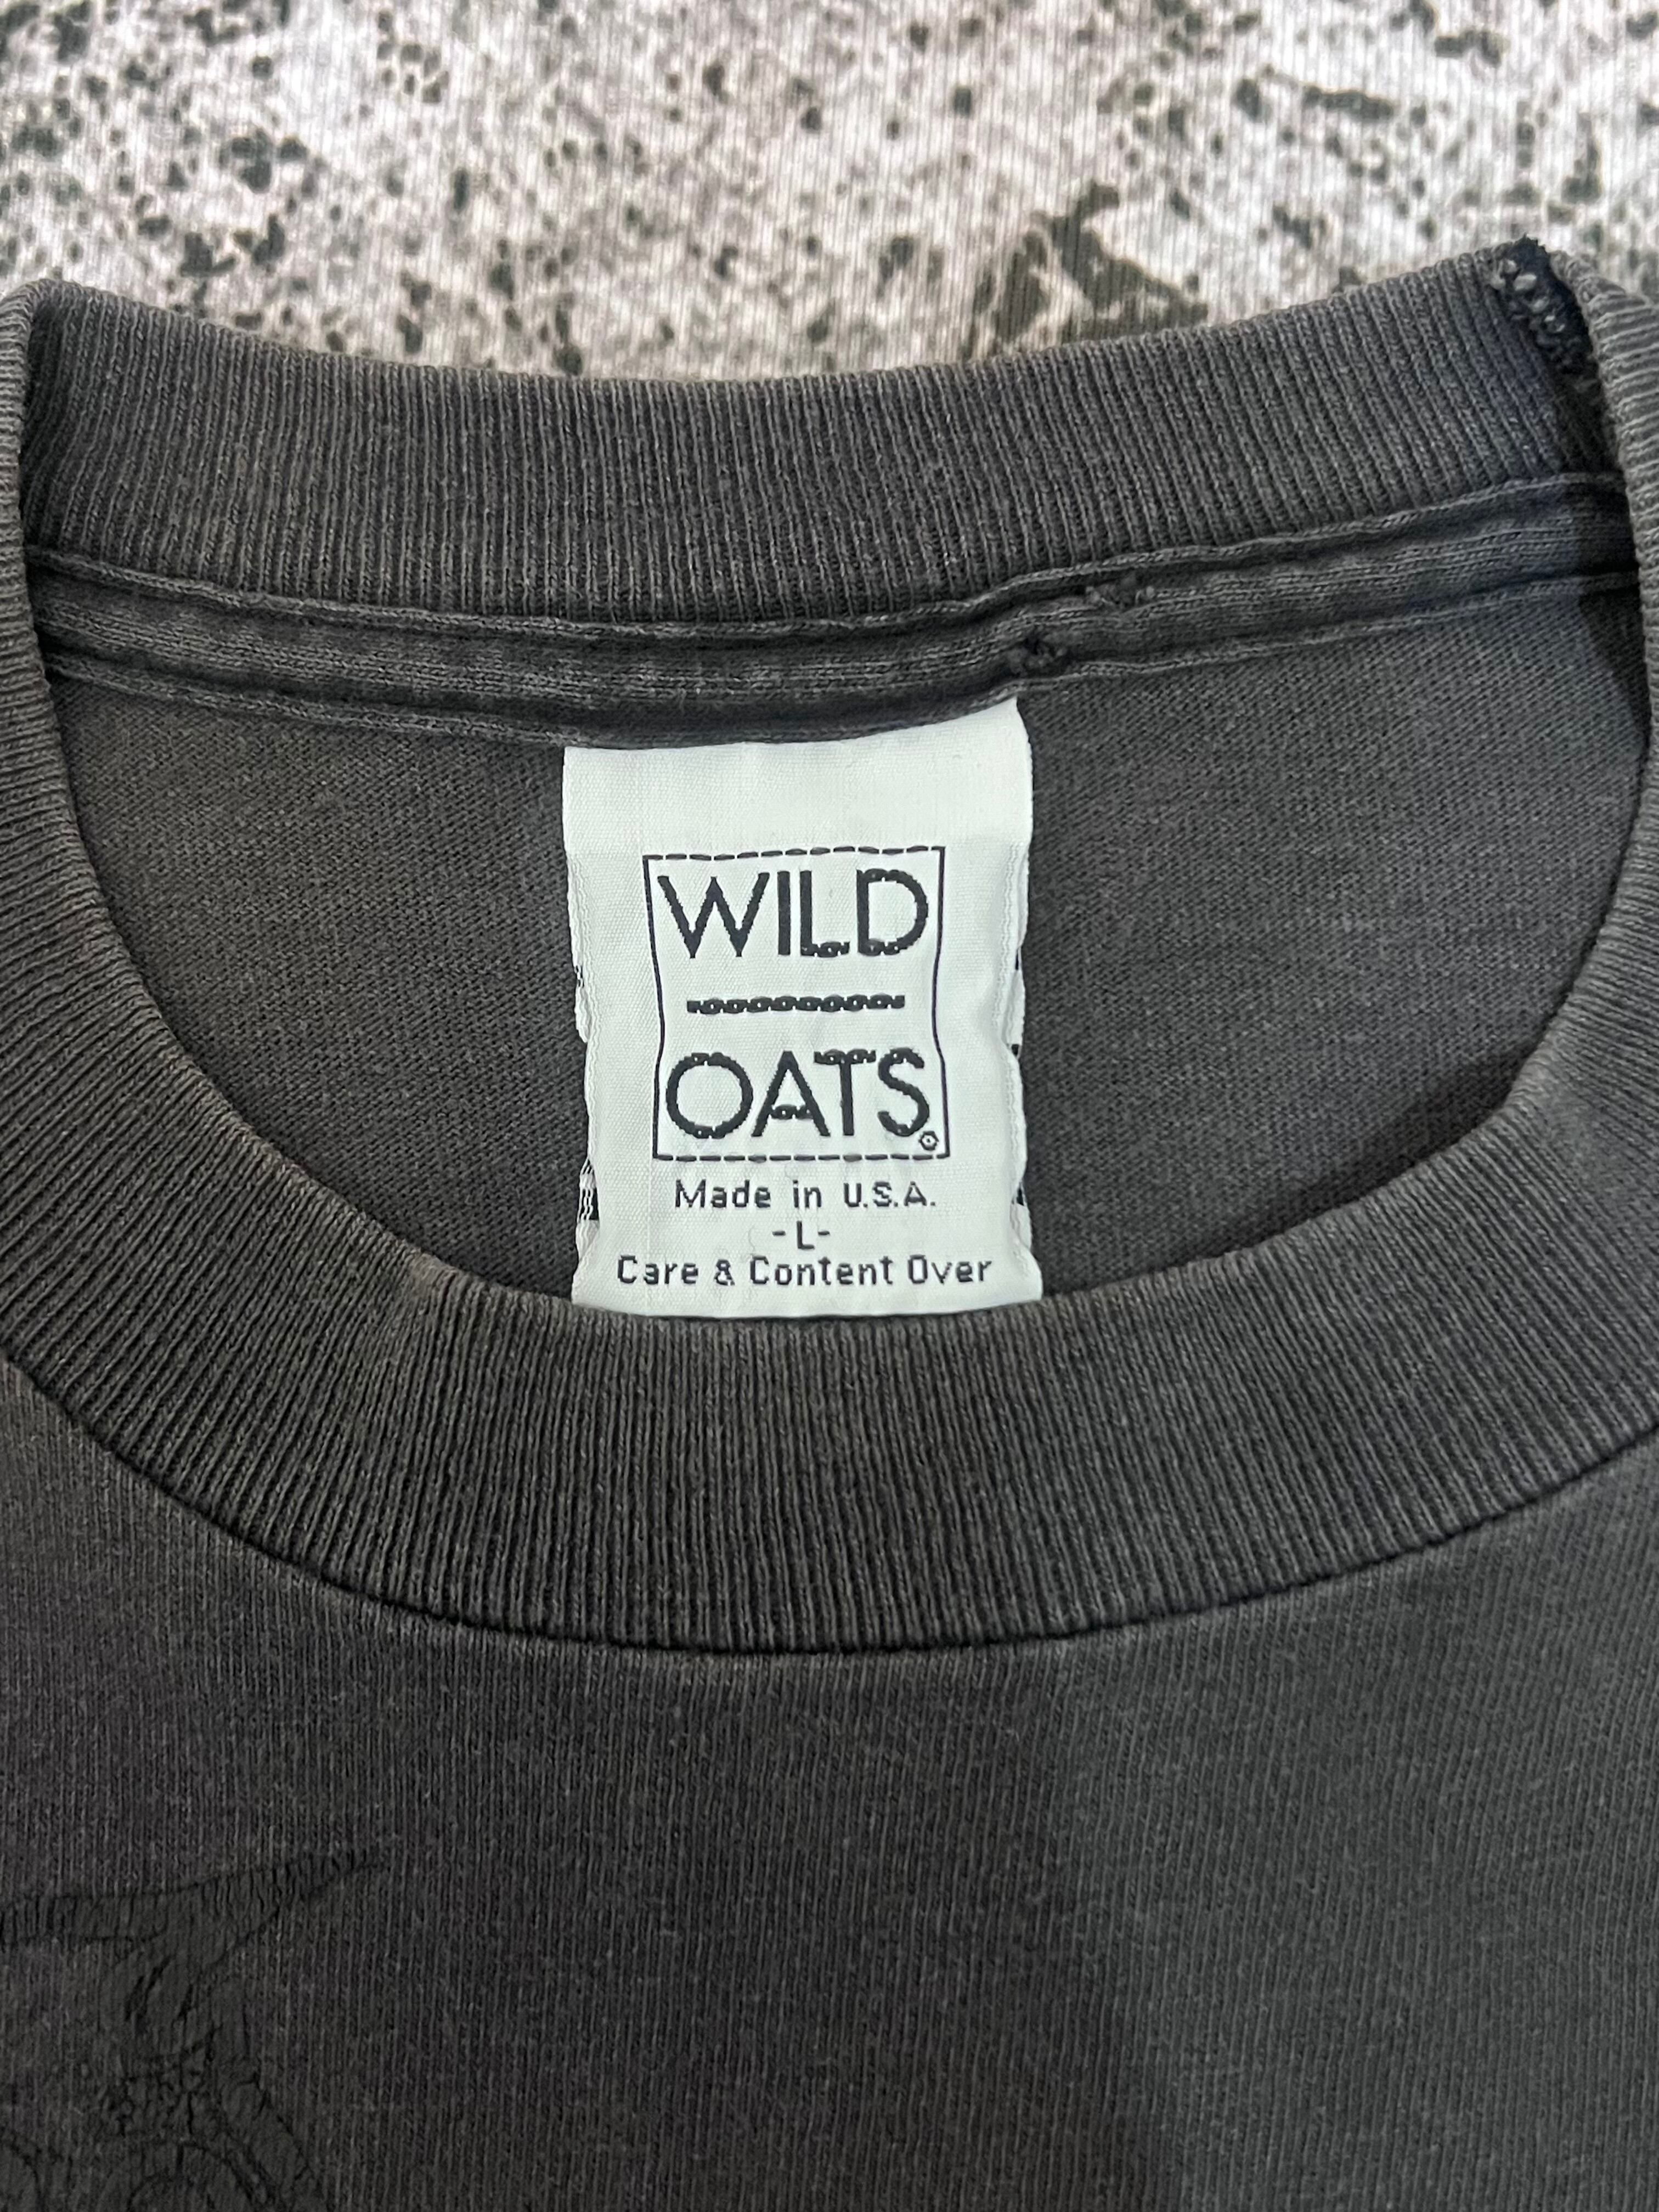 WILD
OATS
Made in U.S.A.
-L-
Care & Content Over